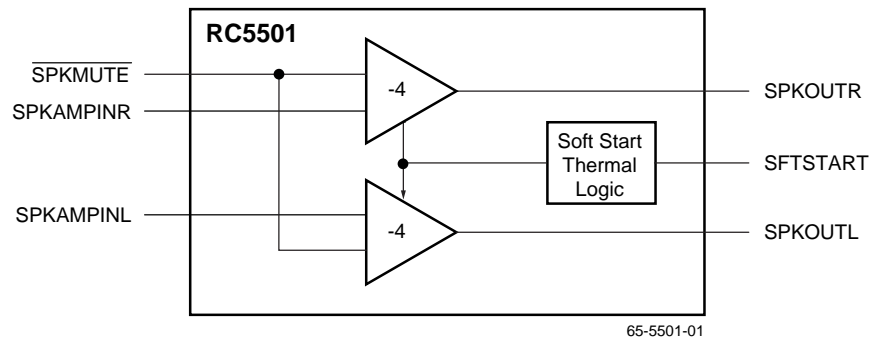 RC5501
SPKMUTE
SPKAMPINR
-4
SPKOUTR
Soft Start
Thermal
Logic
SFTSTART
SPKAMPINL
-4
SPKOUTL
65-5501-01